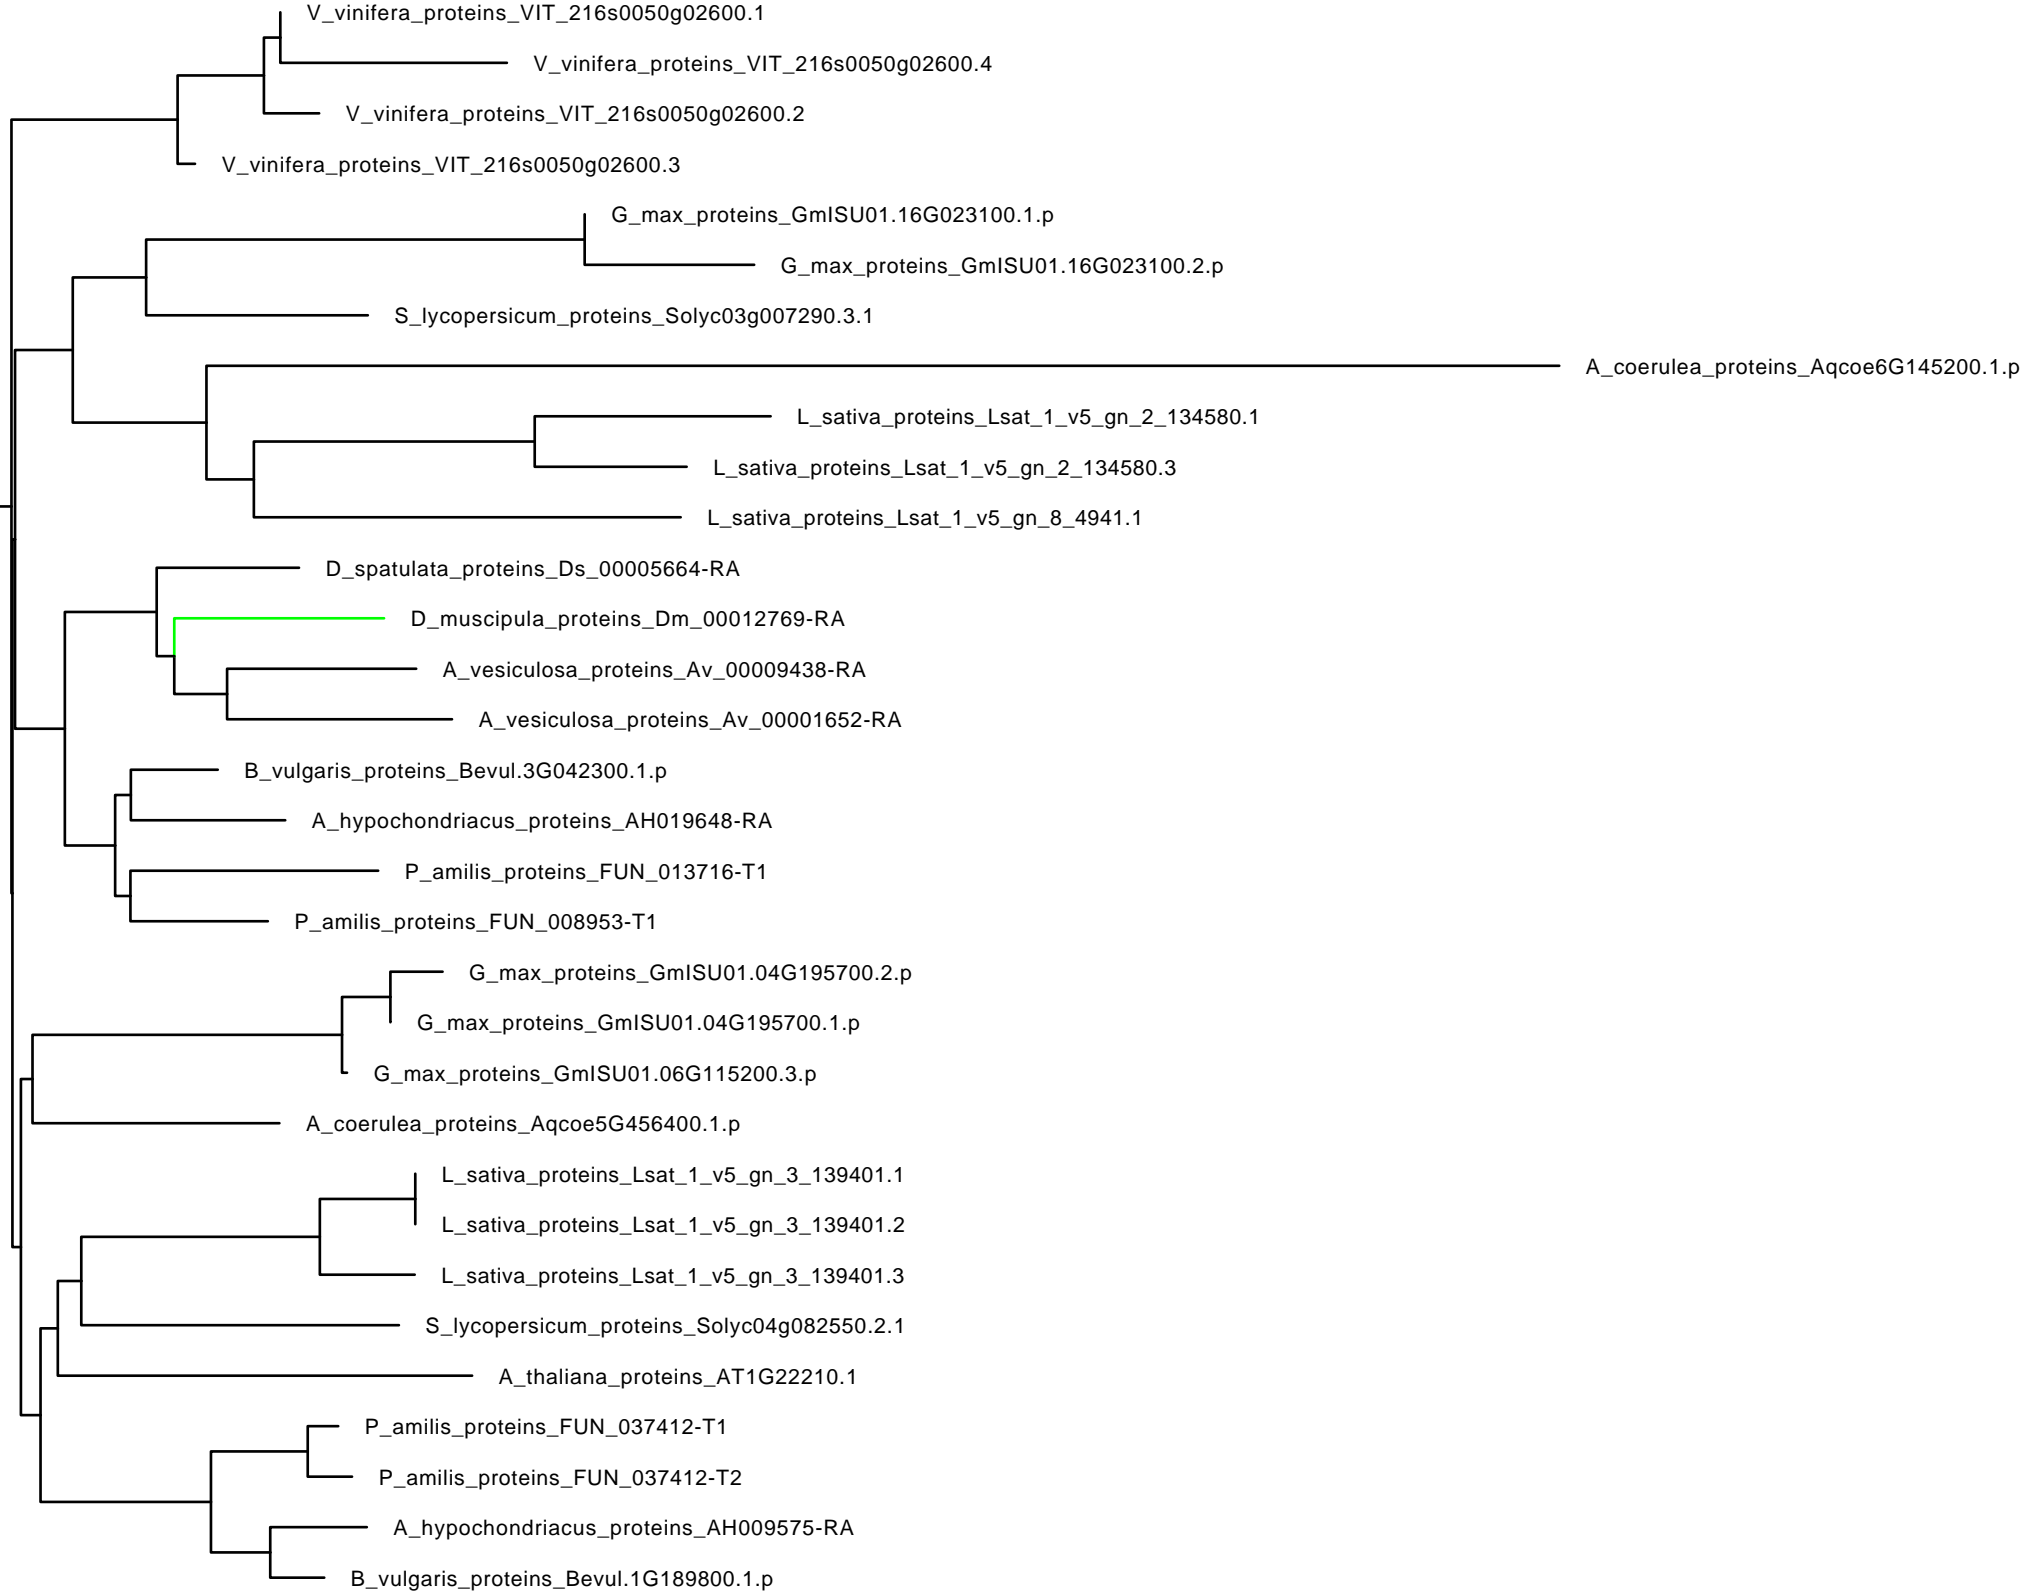 V_vinifera_proteins_VIT_216s0050g02600.1
V_vinifera_proteins_VIT_216s0050g02600.4
V_vinifera_proteins_VIT_216s0050g02600.2
V_vinifera_proteins_VIT_216s0050g02600.3
G_max_proteins_GmISU01.16G023100.1.p
G_max_proteins_GmISU01.16G023100.2.p
S_lycopersicum_proteins_Solyc03g007290.3.1
A_coerulea_proteins_Aqcoe6G145200.1.p
L_sativa_proteins_Lsat_1_v5_gn_2_134580.1
L_sativa_proteins_Lsat_1_v5_gn_2_134580.3
L_sativa_proteins_Lsat_1_v5_gn_8_4941.1
D_spatulata_proteins_Ds_00005664-RA
D_muscipula_proteins_Dm_00012769-RA
A_vesiculosa_proteins_Av_00009438-RA
A_vesiculosa_proteins_Av_00001652-RA
B_vulgaris_proteins_Bevul.3G042300.1.p
A_hypochondriacus_proteins_AH019648-RA
P_amilis_proteins_FUN_013716-T1
P_amilis_proteins_FUN_008953-T1
G_max_proteins_GmISU01.04G195700.2.p
G_max_proteins_GmISU01.04G195700.1.p
G_max_proteins_GmISU01.06G115200.3.p
A_coerulea_proteins_Aqcoe5G456400.1.p
L_sativa_proteins_Lsat_1_v5_gn_3_139401.1
L_sativa_proteins_Lsat_1_v5_gn_3_139401.2
L_sativa_proteins_Lsat_1_v5_gn_3_139401.3
S_lycopersicum_proteins_Solyc04g082550.2.1
A_thaliana_proteins_AT1G22210.1
P_amilis_proteins_FUN_037412-T1
P_amilis_proteins_FUN_037412-T2
A_hypochondriacus_proteins_AH009575-RA
B_vulgaris_proteins_Bevul.1G189800.1.p